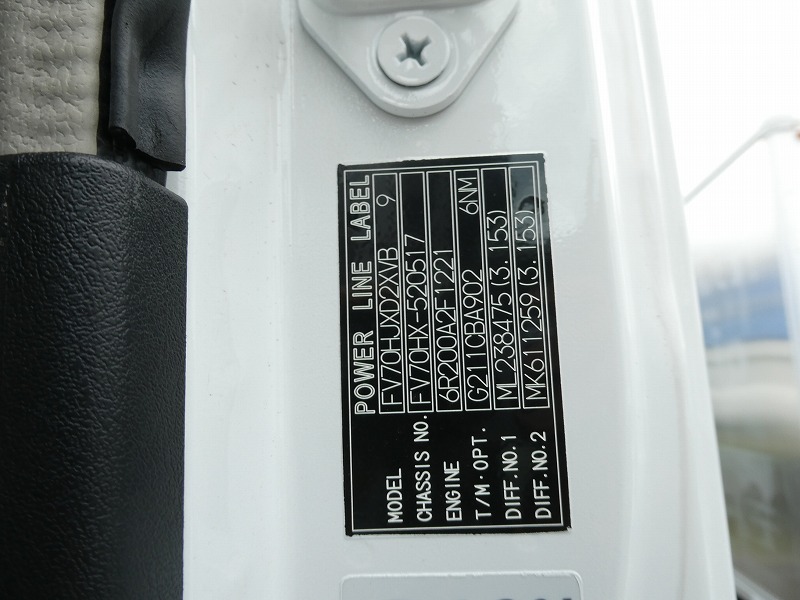 POWER LINE LABEL
MODEL FV70HJXD2XVB 9
CHASSIS NO. FV70HX-520517
ENGINE 6R200A2F1221
T/M·OPT. G211CBA902 6NM
DIFF.NO.1 ML238475(3.153)
DIFF.NO.2 MK611259(3.153)